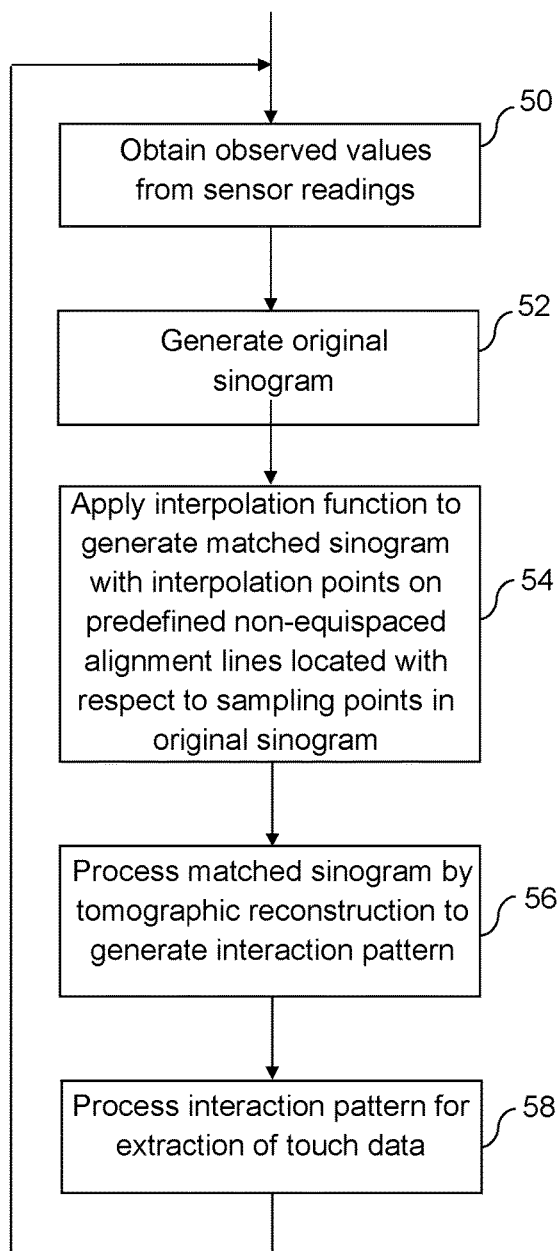 50
Obtain observed values
from sensor readings
52
Generate original
sinogram
Apply interpolation function to
generate matched sinogram
with interpolation points on
predefined non-equispaced
alignment lines located with
respect to sampling points in
original sinogram
54
Process matched sinogram by
tomographic reconstruction to
generate interaction pattern
56
Process interaction pattern for
extraction of touch data
58